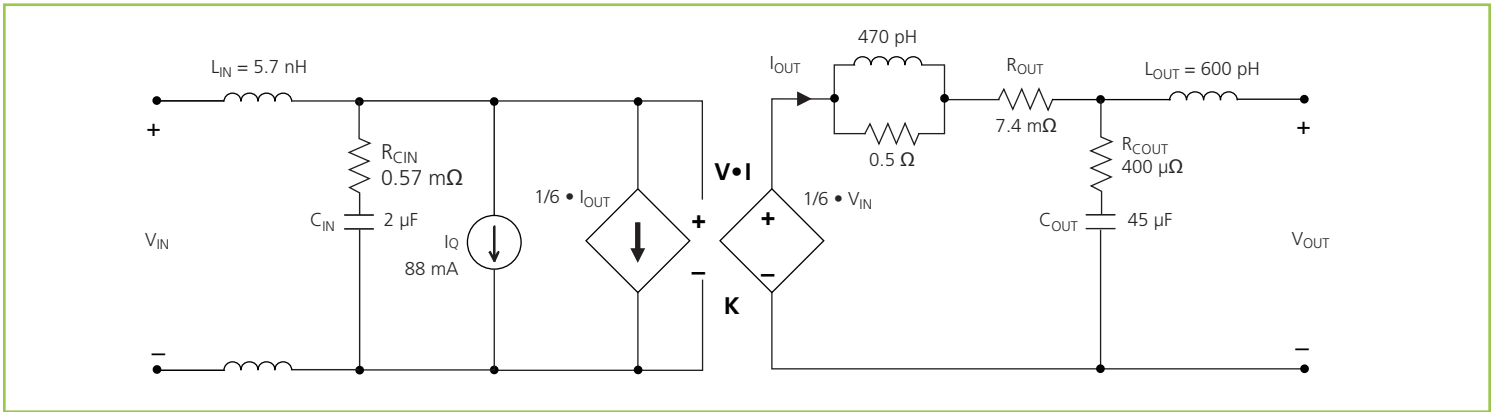 L_IN = 5.7 nH
+
R_CIN
0.57 mΩ
C_IN
2 µF
V_IN
I_Q
88 mA
1/6 • I_OUT
V•I
+
−
K
+
−
1/6 • V_IN
I_OUT
470 pH
0.5 Ω
R_OUT
7.4 mΩ
L_OUT = 600 pH
R_COUT
400 µΩ
C_OUT
45 µF
+
V_OUT
−
−